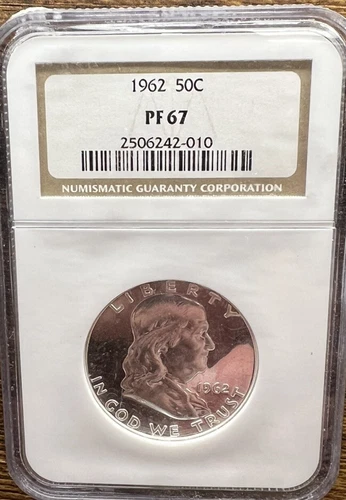 1962 50C
PF 67
2506242-010
NUMISMATIC GUARANTY CORPORATION
LIBERTY
1962
IN GOD WE TRUST